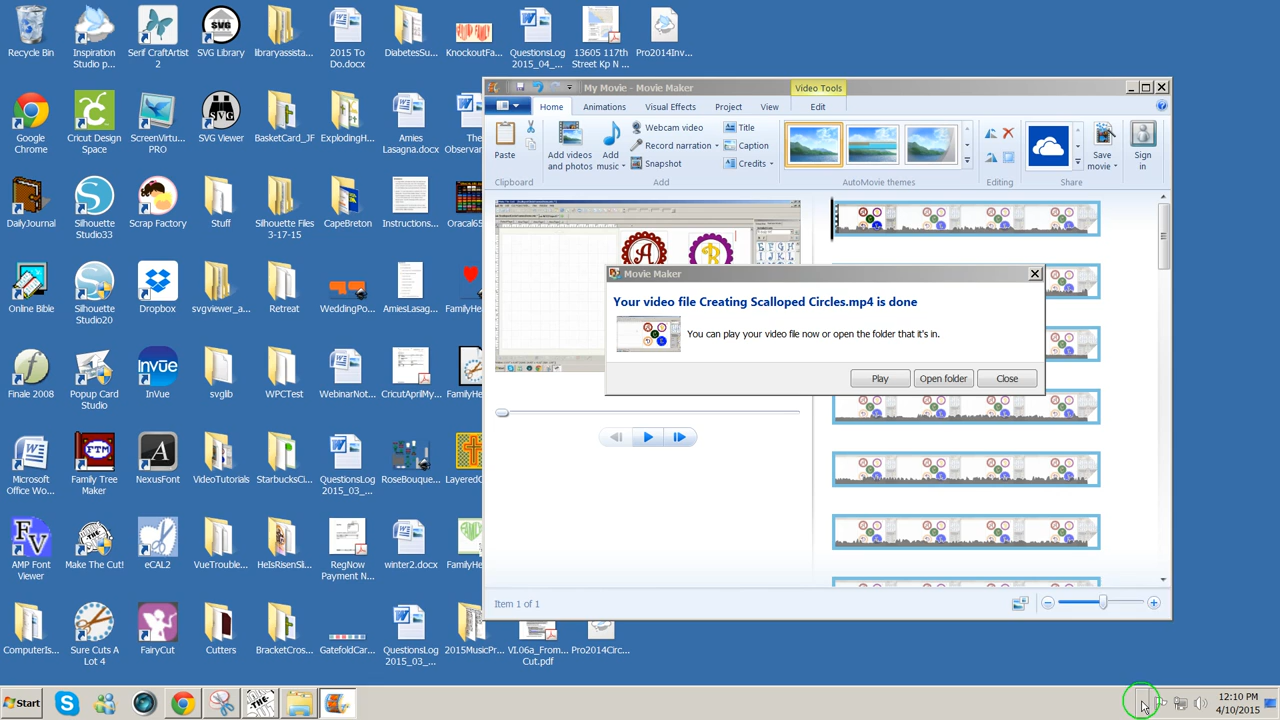 Recycle Bin
Inspiration
Studio p...
Serif CraftArtist
2
SVG
SVG Library
libraryassista...
2015 To
Do.docx
DiabetesSu...
KnockoutFa...
QuestionsLog
2015_04_...
13605 117th
Street Kp N ...
Pro2014Inv...
Google
Chrome
Cricut Design
Space
ScreenVirtu...
PRO
SVG
SVG Viewer
BasketCard_JF
ExplodingH...
Amies
Lasagna.docx
The
Observan...
DayJournal
Silhouette
Studio33
Scrap Factory
Stuff
Silhouette Files
3-17-15
CapeBreton
Instructions...
Oracal65
Online Bible
Silhouette
Studio20
Dropbox
svgviewer_a...
Retreat
WeddingPo...
AmiesLasag...
FamilyHe
Finale 2008
Popup Card
Studio
InVue
InVue
svglib
WPCTest
WebinarNot...
CricutAprilMy...
FamilyHe
Microsoft
Office Wo...
FTM
Family Tree
Maker
A
NexusFont
VideoTutorials
StarbucksCi...
QuestionsLog
2015_03_...
RoseBouque...
LayeredC
FV
AMP Font
Viewer
Make The Cut!
eCAL2
VueTrouble...
HeIsRisenSli...
RegNow
Payment N...
winter2.docx
FamilyHe
ComputerIs...
Sure Cuts A
Lot 4
FairyCut
Cutters
BracketCros...
GatefoldCar...
QuestionsLog
2015_03_...
2015MusicPr...
VI.06a_From...
Cut.pdf
Pro2014Circ...
My Movie - Movie Maker
Video Tools
Home
Animations
Visual Effects
Project
View
Edit
Paste
Clipboard
Add videos
and photos
Add
music
Webcam video
Record narration
Snapshot
Title
Caption
Credits
Add
AutoMovie themes
Editing
Share
Save
movie
Sign
in
A
B
E F G H
Movie Maker
Your video file Creating Scalloped Circles.mp4 is done
You can play your video file now or open the folder that it's in.
Play
Open folder
Close
Item 1 of 1
Start
-THE-
12:10 PM
4/10/2015